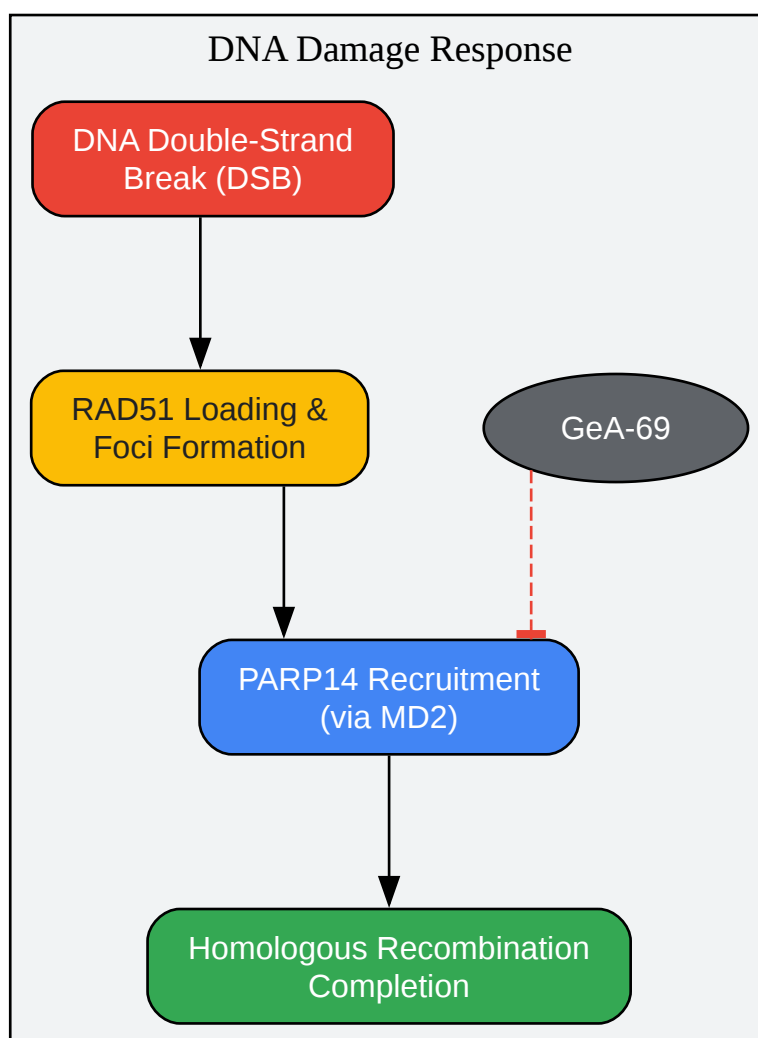 DNA Damage Response
DNA Double-Strand
Break (DSB)
RAD51 Loading &
Foci Formation
GeA-69
PARP14 Recruitment
(via MD2)
Homologous Recombination
Completion